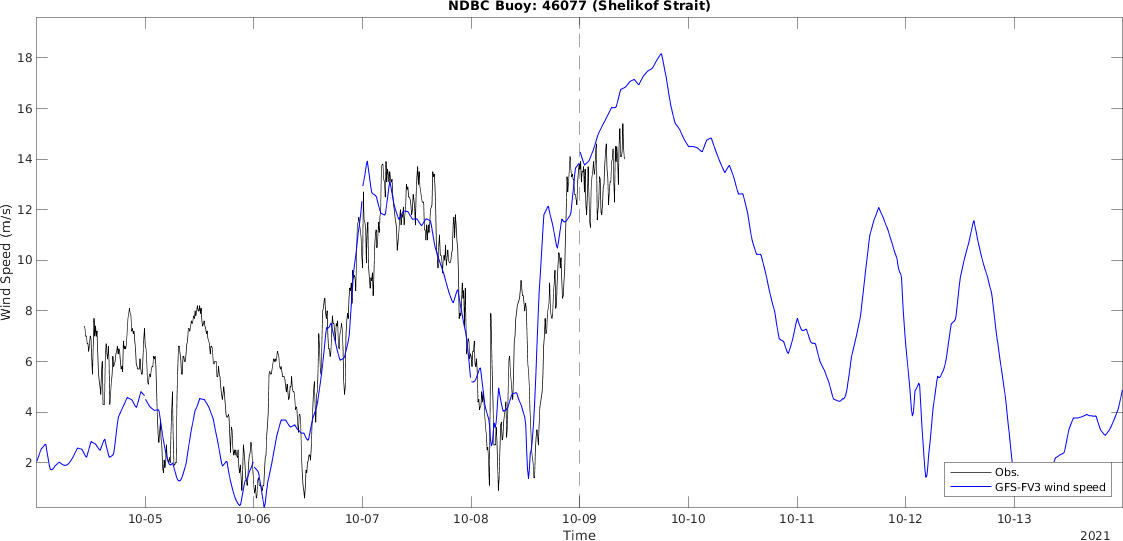 NDBC Buoy: 46077 (Shelikof Strait)
Wind Speed (m/s)
18
16
14
12
10
8
6
4
2
Obs.
GFS-FV3 wind speed
10-05 10-06 10-07 10-08 10-09 10-10 10-11 10-12 10-13
Time
2021